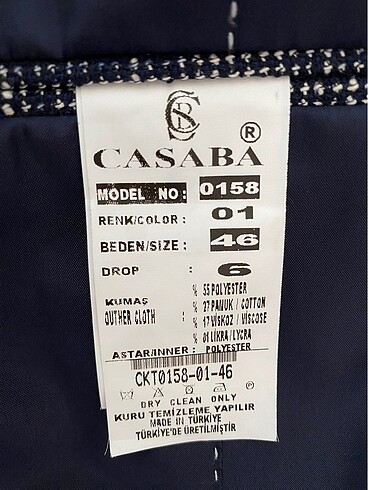 CASABA ®
MODEL NO: 0158
RENK/COLOR: 01
BEDEN/SIZE: 46
DROP : 6
% 55 POLYESTER
KUMAŞ % 27 PAMUK / COTTON
OUTHER CLOTH : % 17 VİSKOZ / VISCOSE
% 01 LİKRA/LYCRA
ASTAR/INNER: POLYESTER
CKT0158-01-46
DRY CLEAN ONLY
KURU TEMİZLEME YAPILIR
MADE IN TÜRKİYE
TÜRKİYE'DE ÜRETİLMİŞTİR